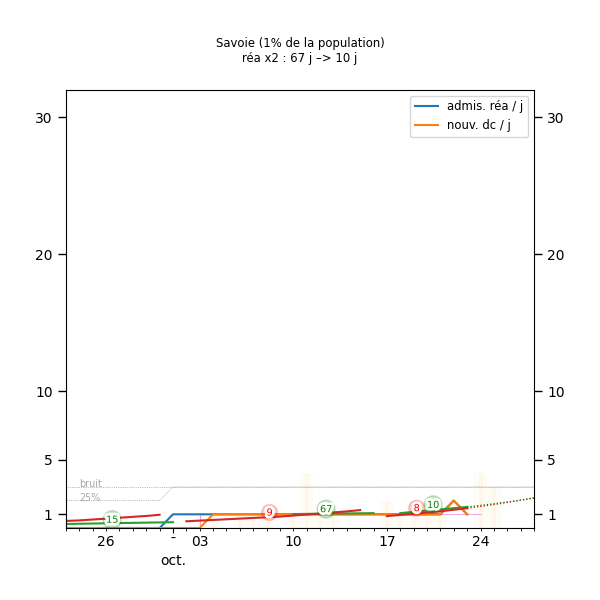 Savoie (1% de la population)
réa x2 : 67 j –> 10 j
admis. réa / j
nouv. dc / j
30 30
20 20
10 10
5 5
bruit
25%
15 9 67 8 10
1 1
26 - 03 10 17 24
oct.